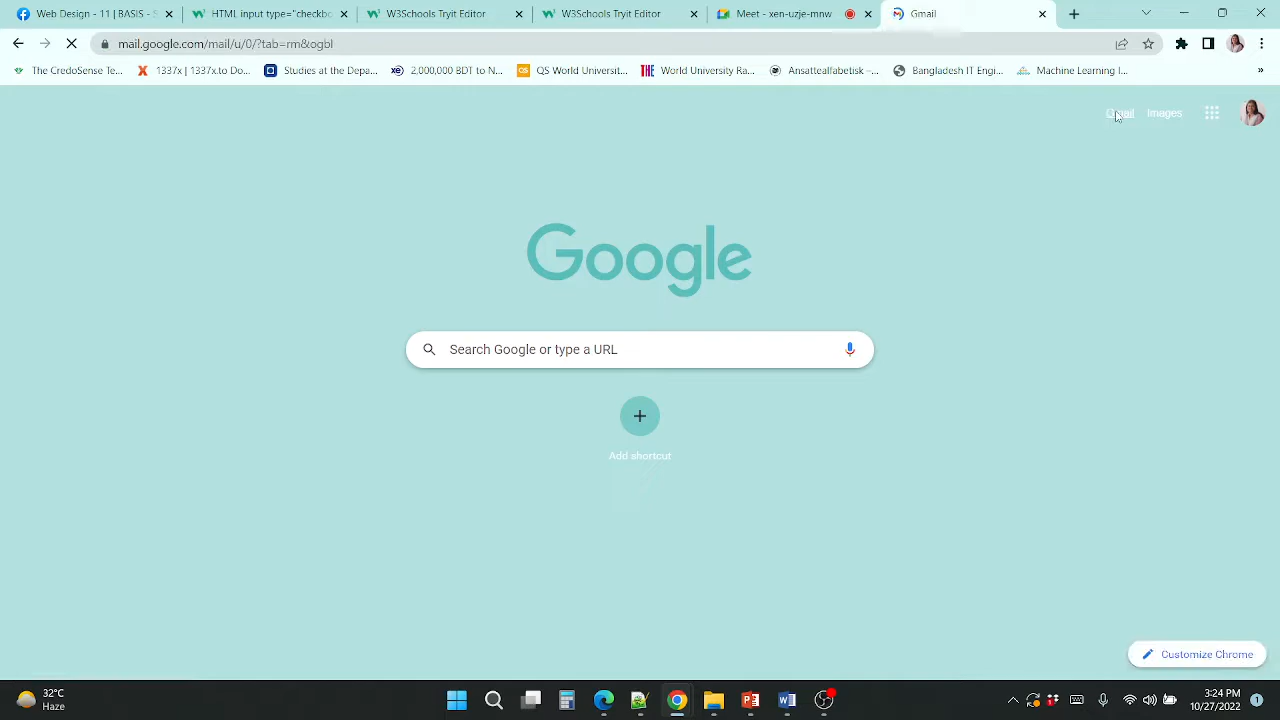 Web Design - 11 | BASIS - S
HTML input type="checkb
W3Schools Tryit Editor
W3Schools Tryit Editor
Meet - xen-uzje-mnw
Gmail
mail.google.com/mail/u/0/?tab=rm&ogbl
The CredoSense Te...
1337x | 1337x.to Do...
Studies at the Depa...
2,000,000 BDT to N...
QS World Universit...
World University Ra...
Ansattealfabetisk –...
Bangladesh IT Engi...
Machine Learning I...
»
Gmail
Images
Google
Search Google or type a URL
Add shortcut
Customize Chrome
32°C
Haze
3:24 PM
10/27/2022